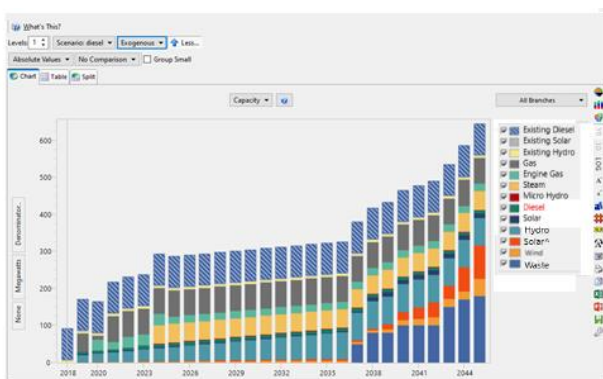 What's This?
Levels: 1 Scenario: diesel Exogenous Less...
Absolute Values No Comparison Group Small
Chart Table Split
Capacity All Branches
Existing Diesel
Existing Solar
Existing Hydro
Gas
Engine Gas
Steam
Micro Hydro
Diesel
Solar
Hydro
Solar^
Wind
Waste
Denominator...
Megawatts
None
600
500
400
300
200
100
0
2018 2020 2023 2026 2029 2032 2035 2038 2041 2044
LOG